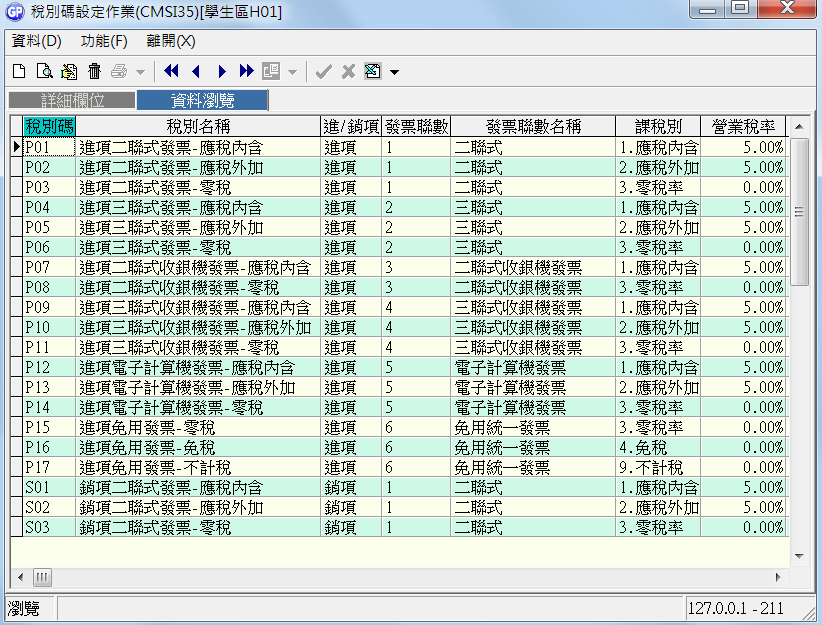 GP 稅別碼設定作業(CMSI35)[學生區H01]
資料(D) 功能(F) 離開(X)
詳細欄位 資料瀏覽
稅別碼 稅別名稱 進/銷項 發票聯數 發票聯數名稱 課稅別 營業稅率
P01 進項二聯式發票-應稅內含 進項 1 二聯式 1.應稅內含 5.00%
P02 進項二聯式發票-應稅外加 進項 1 二聯式 2.應稅外加 5.00%
P03 進項二聯式發票-零稅 進項 1 二聯式 3.零稅率 0.00%
P04 進項三聯式發票-應稅內含 進項 2 三聯式 1.應稅內含 5.00%
P05 進項三聯式發票-應稅外加 進項 2 三聯式 2.應稅外加 5.00%
P06 進項三聯式發票-零稅 進項 2 三聯式 3.零稅率 0.00%
P07 進項二聯式收銀機發票-應稅內含 進項 3 二聯式收銀機發票 1.應稅內含 5.00%
P08 進項二聯式收銀機發票-零稅 進項 3 二聯式收銀機發票 3.零稅率 0.00%
P09 進項三聯式收銀機發票-應稅內含 進項 4 三聯式收銀機發票 1.應稅內含 5.00%
P10 進項三聯式收銀機發票-應稅外加 進項 4 三聯式收銀機發票 2.應稅外加 5.00%
P11 進項三聯式收銀機發票-零稅 進項 4 三聯式收銀機發票 3.零稅率 0.00%
P12 進項電子計算機發票-應稅內含 進項 5 電子計算機發票 1.應稅內含 5.00%
P13 進項電子計算機發票-應稅外加 進項 5 電子計算機發票 2.應稅外加 5.00%
P14 進項電子計算機發票-零稅 進項 5 電子計算機發票 3.零稅率 0.00%
P15 進項免用發票-零稅 進項 6 免用統一發票 3.零稅率 0.00%
P16 進項免用發票-免稅 進項 6 免用統一發票 4.免稅 0.00%
P17 進項免用發票-不計稅 進項 6 免用統一發票 9.不計稅 0.00%
S01 銷項二聯式發票-應稅內含 銷項 1 二聯式 1.應稅內含 5.00%
S02 銷項二聯式發票-應稅外加 銷項 1 二聯式 2.應稅外加 5.00%
S03 銷項二聯式發票-零稅 銷項 1 二聯式 3.零稅率 0.00%
瀏覽 127.0.0.1 - 211